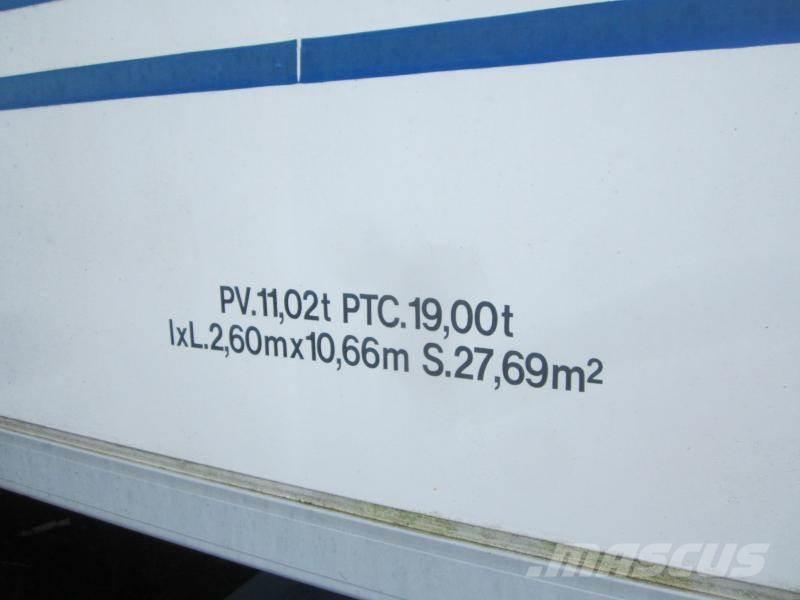 PV.11,02t PTC.19,00t
lxL.2,60mx10,66m S.27,69m²
mascus